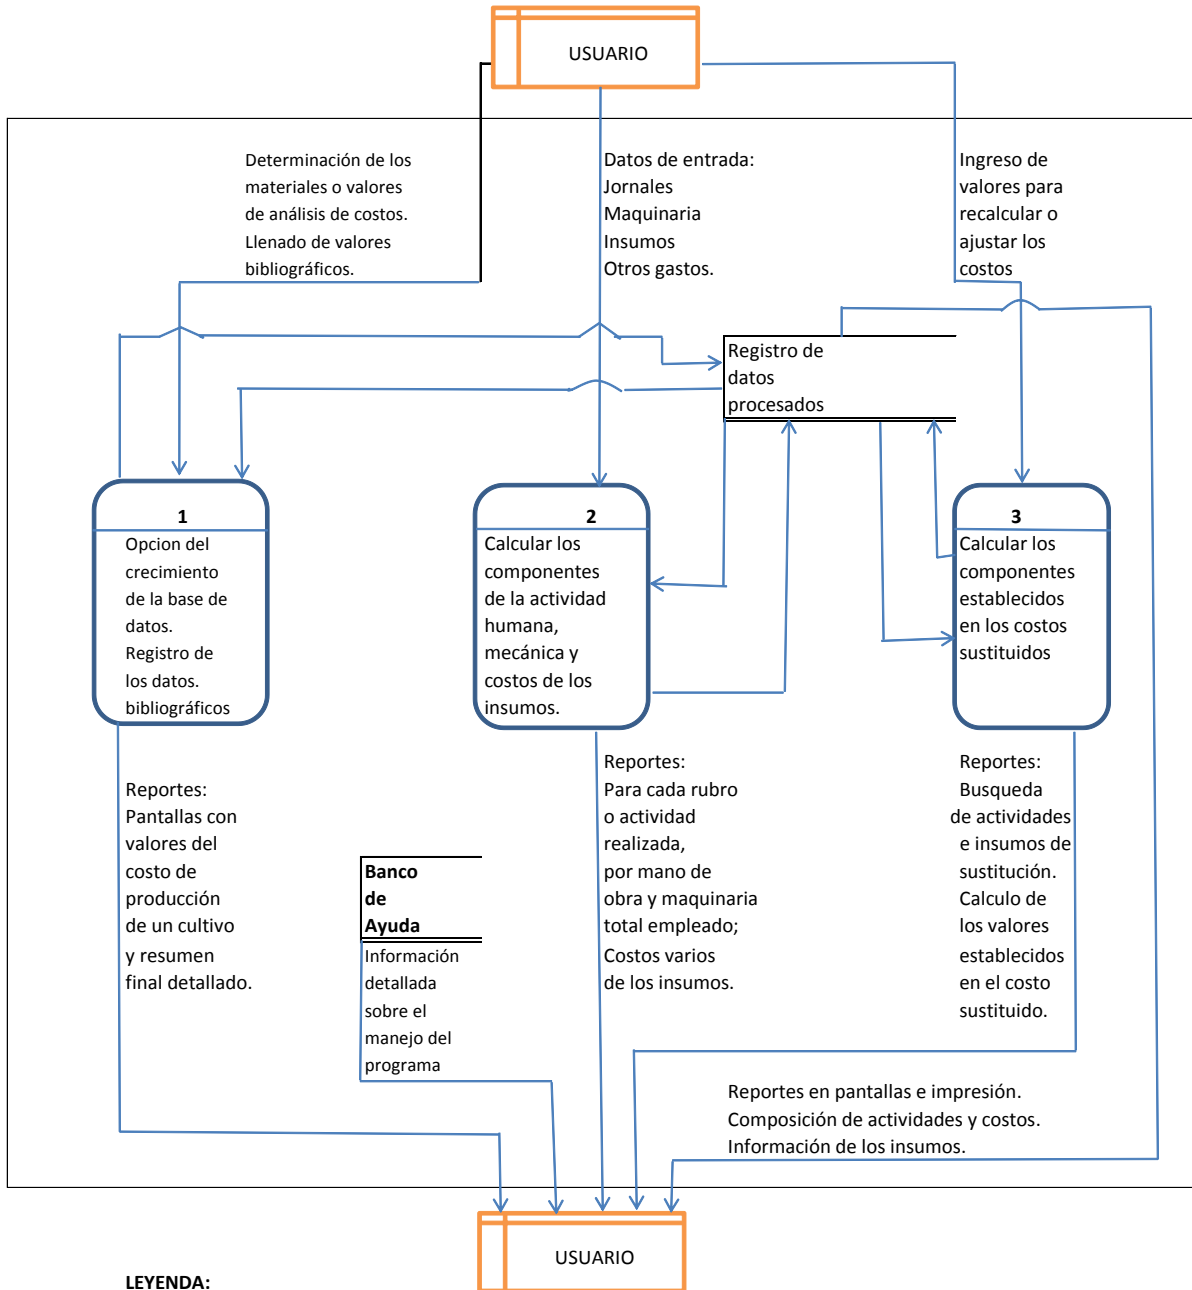 USUARIO
Determinación de los
materiales o valores
de análisis de costos.
Llenado de valores
bibliográficos.
Datos de entrada:
Jornales
Maquinaria
Insumos
Otros gastos.
Ingreso de
valores para
recalcular o
ajustar los
costos
Registro de
datos
procesados
1
Opcion del
crecimiento
de la base de
datos.
Registro de
los datos.
bibliográficos
2
Calcular los
componentes
de la actividad
humana,
mecánica y
costos de los
insumos.
3
Calcular los
componentes
establecidos
en los costos
sustituidos
Reportes:
Pantallas con
valores del
costo de
producción
de un cultivo
y resumen
final detallado.
Banco
de
Ayuda
Información
detallada
sobre el
manejo del
programa
Reportes:
Para cada rubro
o actividad
realizada,
por mano de
obra y maquinaria
total empleado;
Costos varios
de los insumos.
Reportes:
Busqueda
de actividades
e insumos de
sustitución.
Calculo de
los valores
establecidos
en el costo
sustituido.
Reportes en pantallas e impresión.
Composición de actividades y costos.
Información de los insumos.
USUARIO
LEYENDA: